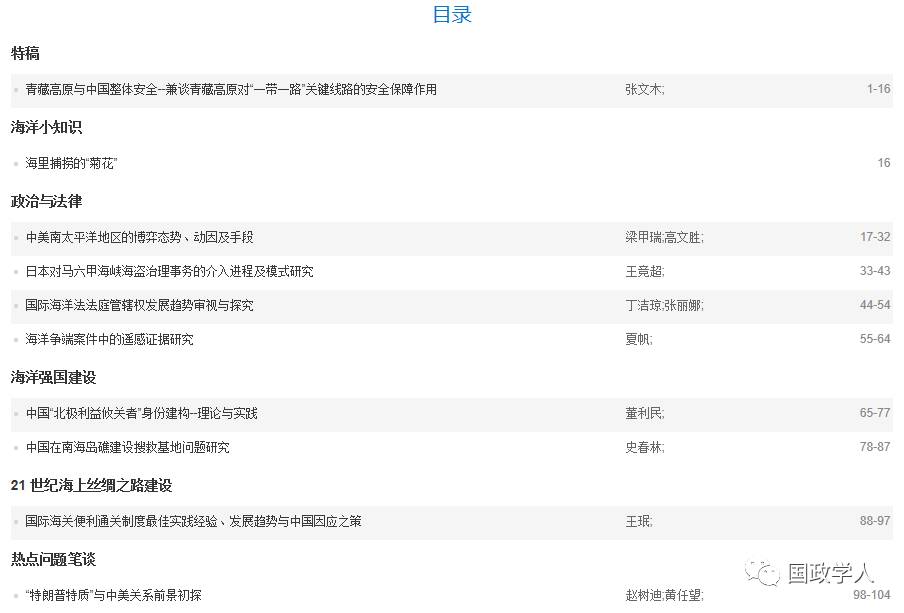 目录
特稿
青藏高原与中国整体安全--兼谈青藏高原对“一带一路”关键线路的安全保障作用 张文木; 1-16
海洋小知识
海里捕捞的“菊花” 16
政治与法律
中美南太平洋地区的博弈态势、动因及手段 梁甲瑞;高文胜; 17-32
日本对马六甲海峡海盗治理事务的介入进程及模式研究 王竞超; 33-43
国际海洋法法庭管辖权发展趋势审视与探究 丁洁琼;张丽娜; 44-54
海洋争端案件中的遥感证据研究 夏帆; 55-64
海洋强国建设
中国“北极利益攸关者”身份建构--理论与实践 董利民; 65-77
中国在南海岛礁建设搜救基地问题研究 史春林; 78-87
21 世纪海上丝绸之路建设
国际海关便利通关制度最佳实践经验、发展趋势与中国因应之策 王珉; 88-97
热点问题笔谈
“特朗普特质”与中美关系前景初探 赵树迪;黄任望; 98-104
国政学人